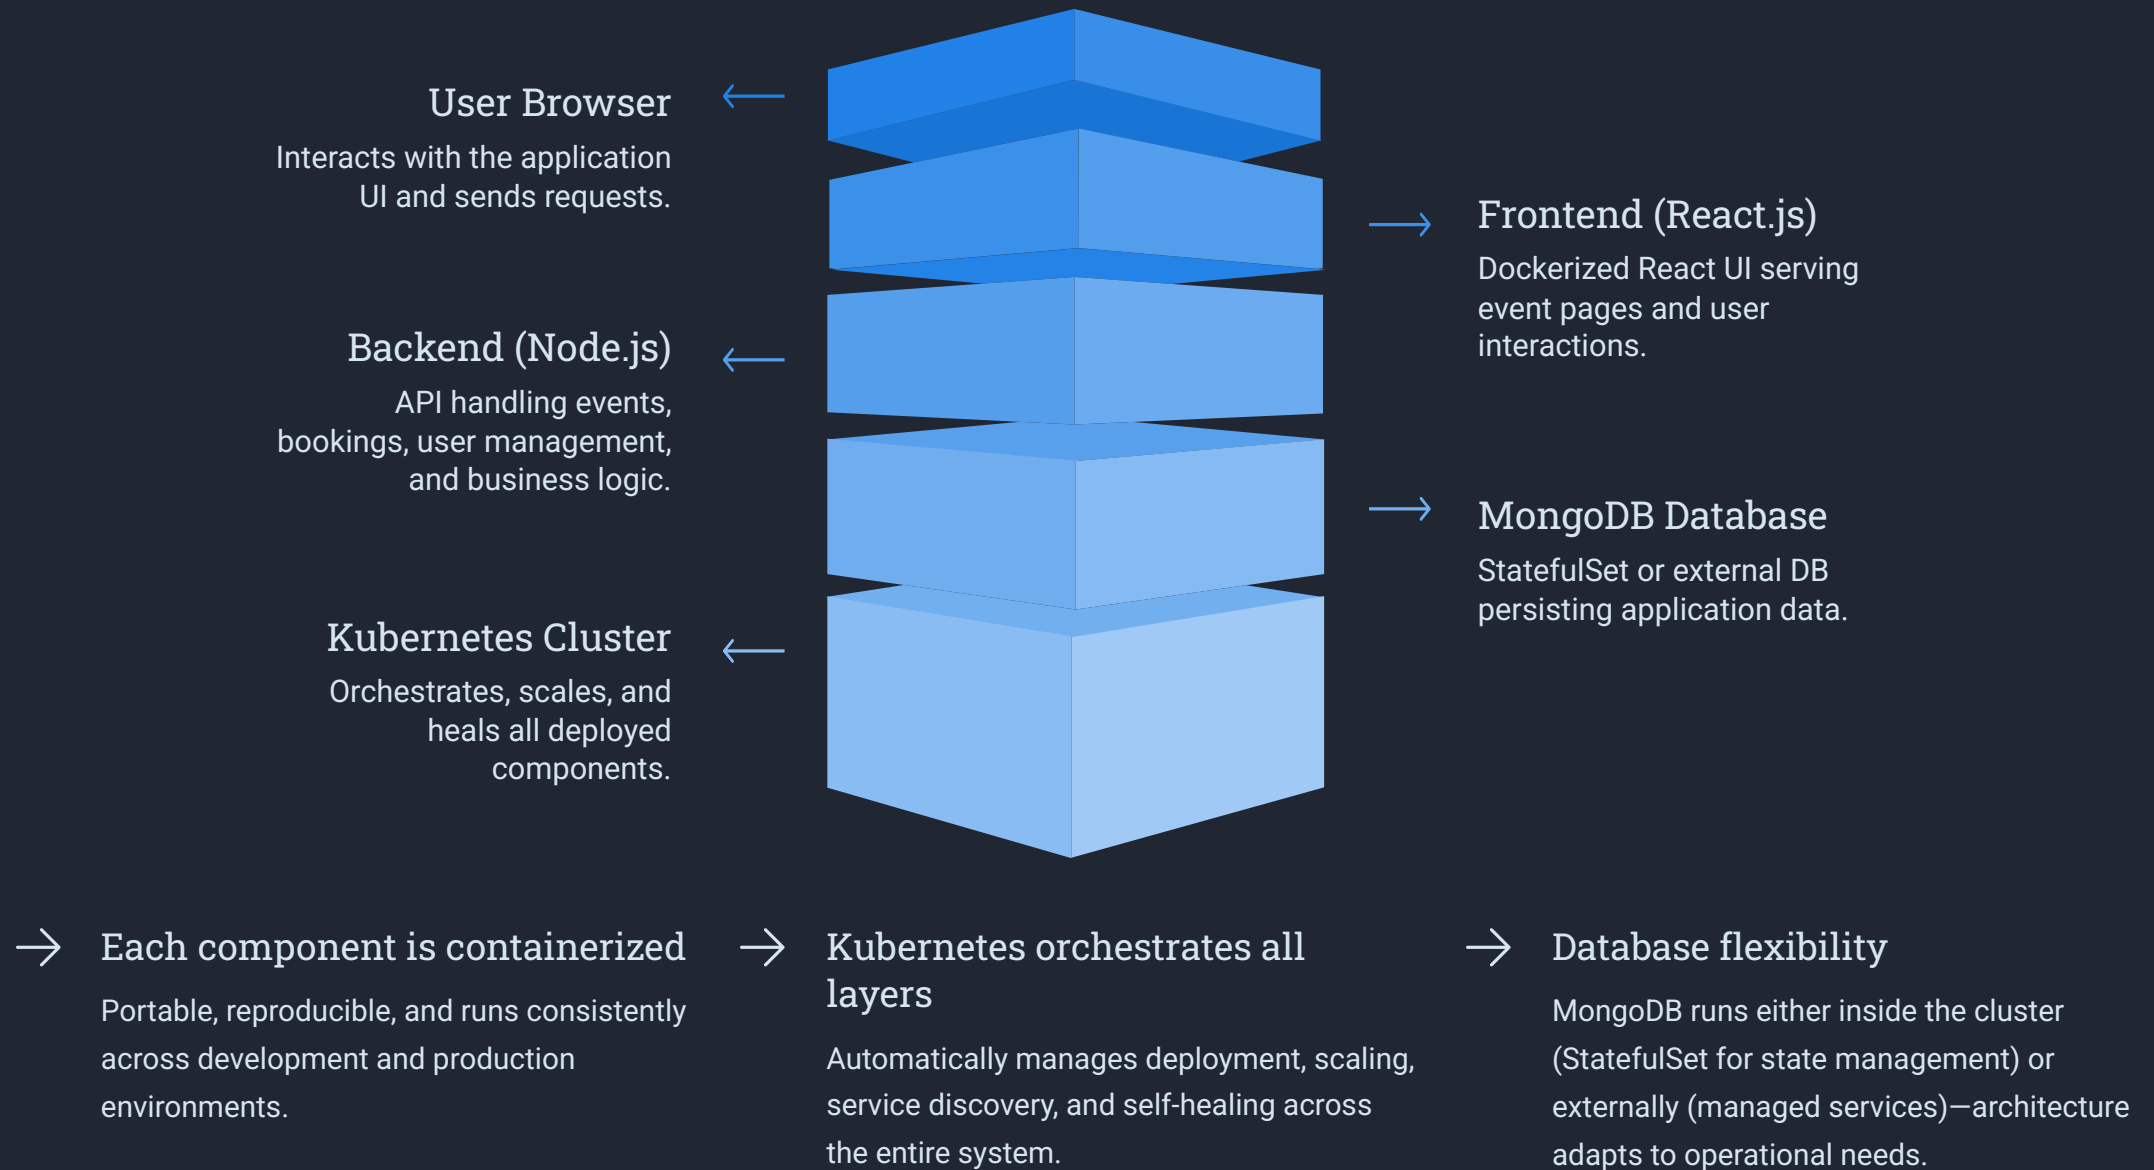 User Browser
Interacts with the application
UI and sends requests.
Frontend (React.js)
Dockerized React UI serving
event pages and user
interactions.
Backend (Node.js)
API handling events,
bookings, user management,
and business logic.
MongoDB Database
StatefulSet or external DB
persisting application data.
Kubernetes Cluster
Orchestrates, scales, and
heals all deployed
components.
Each component is containerized
Portable, reproducible, and runs consistently
across development and production
environments.
Kubernetes orchestrates all
layers
Automatically manages deployment, scaling,
service discovery, and self-healing across
the entire system.
Database flexibility
MongoDB runs either inside the cluster
(StatefulSet for state management) or
externally (managed services)—architecture
adapts to operational needs.